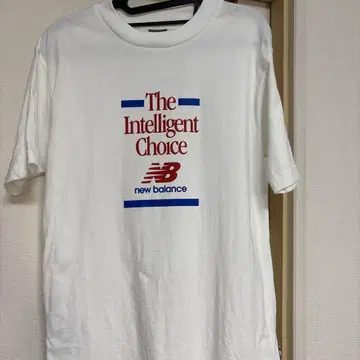 The
Intelligent
Choice
NB
new balance